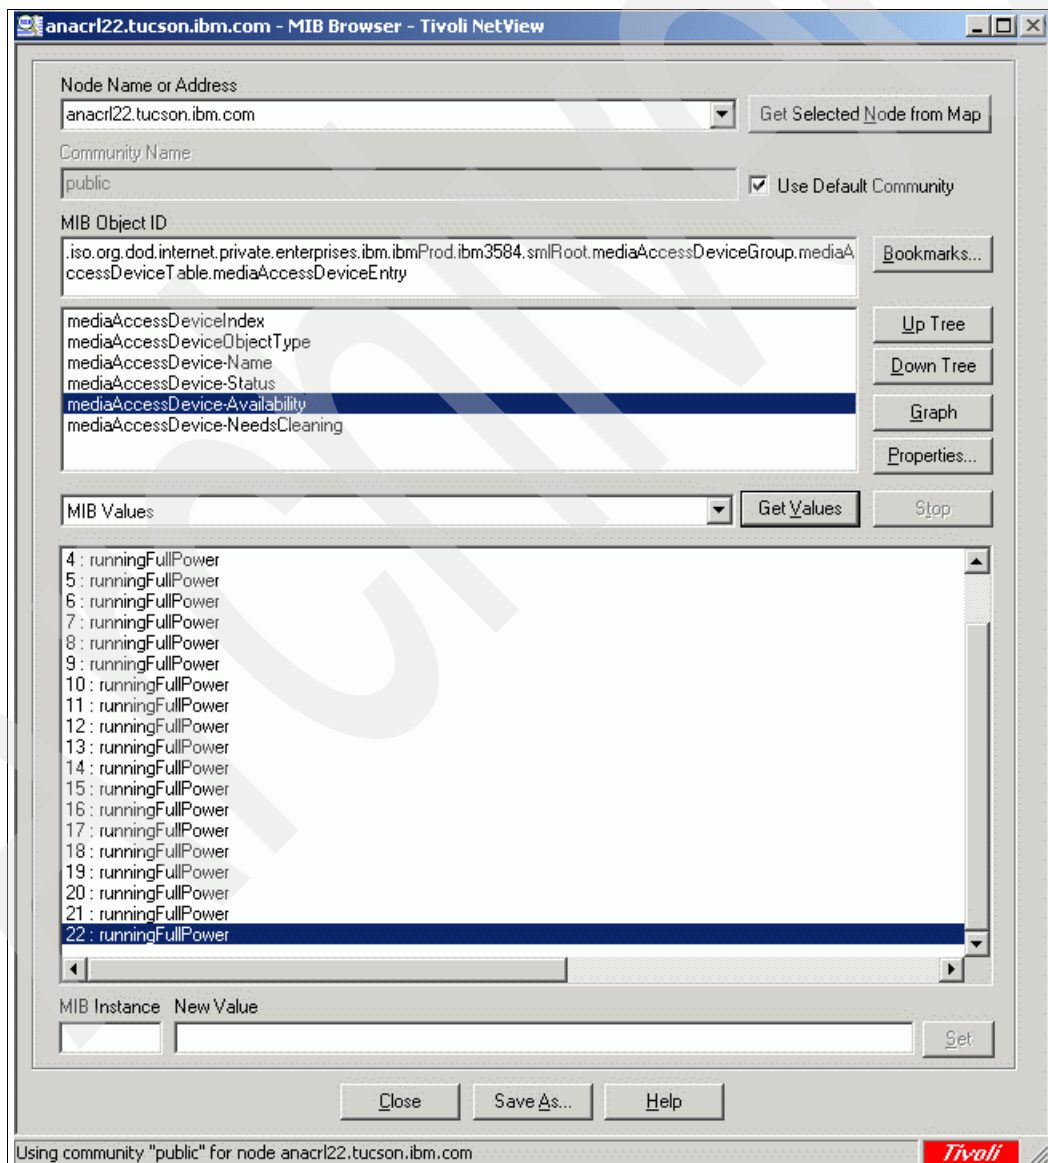 anacrl22.tucson.ibm.com - MIB Browser - Tivoli NetView
Node Name or Address
anacrl22.tucson.ibm.com
Get Selected Node from Map
Community Name
public
Use Default Community
MIB Object ID
.iso.org.dod.internet.private.enterprises.ibm.ibmProd.ibm3584.smlRoot.mediaAccessDeviceGroup.mediaA
ccessDeviceTable.mediaAccessDeviceEntry
Bookmarks...
mediaAccessDeviceIndex
mediaAccessDeviceObjectType
mediaAccessDevice-Name
mediaAccessDevice-Status
mediaAccessDevice-Availability
mediaAccessDevice-NeedsCleaning
Up Tree
Down Tree
Graph
Properties...
MIB Values
Get Values
Stop
4 : runningFullPower
5 : runningFullPower
6 : runningFullPower
7 : runningFullPower
8 : runningFullPower
9 : runningFullPower
10 : runningFullPower
11 : runningFullPower
12 : runningFullPower
13 : runningFullPower
14 : runningFullPower
15 : runningFullPower
16 : runningFullPower
17 : runningFullPower
18 : runningFullPower
19 : runningFullPower
20 : runningFullPower
21 : runningFullPower
22 : runningFullPower
MIB Instance New Value
Set
Close
Save As...
Help
Using community "public" for node anacrl22.tucson.ibm.com
Tivoli